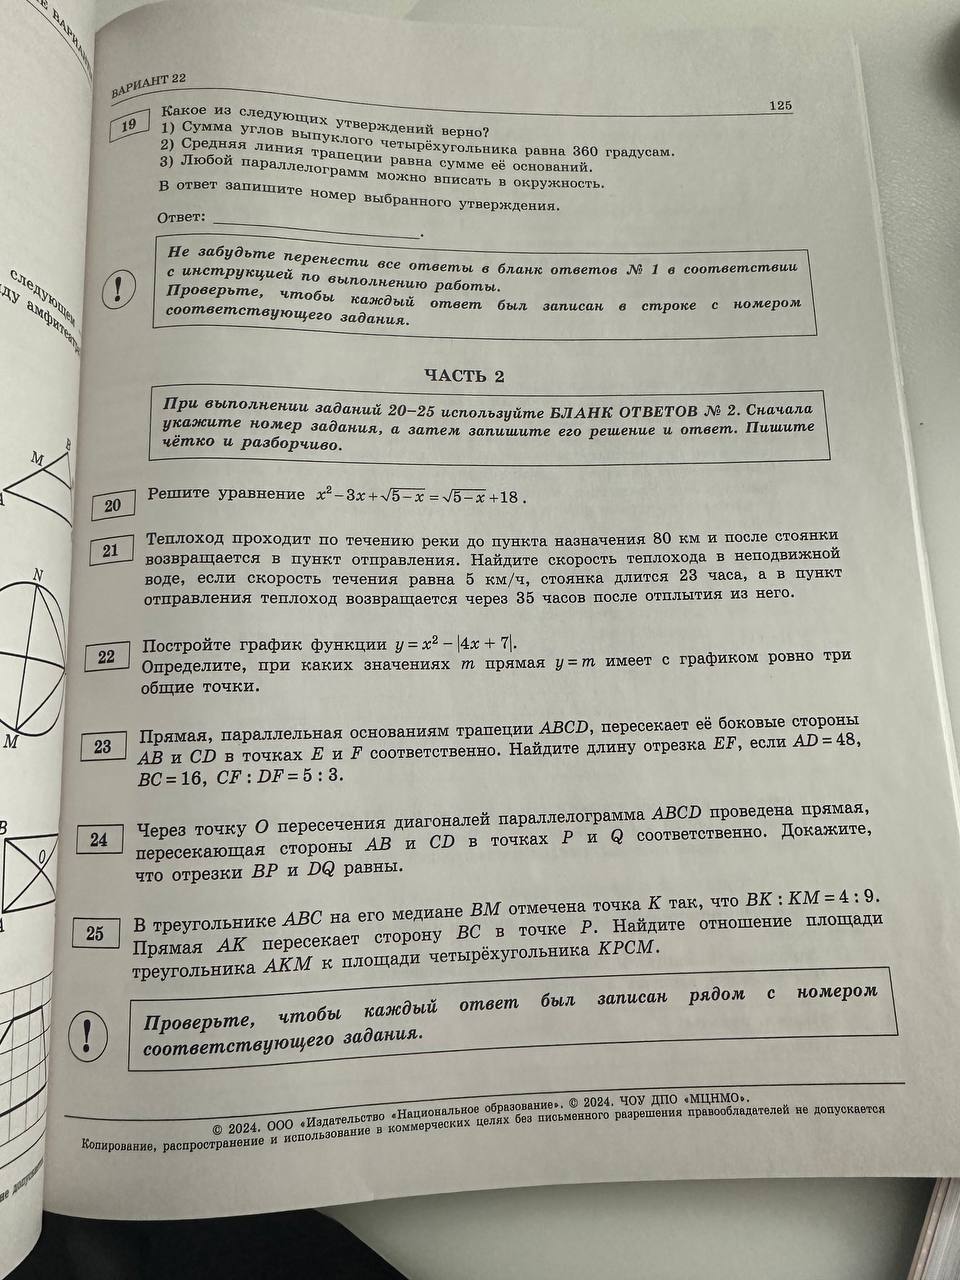 ВАРИАНТ 22
125
19
Какое из следующих утверждений верно?
1) Сумма углов выпуклого четырёхугольника равна 360 градусам.
2) Средняя линия трапеции равна сумме её оснований.
3) Любой параллелограмм можно вписать в окружность.
В ответ запишите номер выбранного утверждения.
Ответ: ____________________.
!
Не забудьте перенести все ответы в бланк ответов № 1 в соответствии
с инструкцией по выполнению работы.
Проверьте, чтобы каждый ответ был записан в строке с номером
соответствующего задания.
ЧАСТЬ 2
При выполнении заданий 20–25 используйте БЛАНК ОТВЕТОВ № 2. Сначала
укажите номер задания, а затем запишите его решение и ответ. Пишите
чётко и разборчиво.
20
Решите уравнение x² − 3x + √(5−x) = √(5−x) + 18.
21
Теплоход проходит по течению реки до пункта назначения 80 км и после стоянки
возвращается в пункт отправления. Найдите скорость теплохода в неподвижной
воде, если скорость течения равна 5 км/ч, стоянка длится 23 часа, а в пункт
отправления теплоход возвращается через 35 часов после отплытия из него.
22
Постройте график функции y = x² − |4x + 7|.
Определите, при каких значениях m прямая y = m имеет с графиком ровно три
общие точки.
23
Прямая, параллельная основаниям трапеции ABCD, пересекает её боковые стороны
AB и CD в точках E и F соответственно. Найдите длину отрезка EF, если AD = 48,
BC = 16, CF : DF = 5 : 3.
24
Через точку O пересечения диагоналей параллелограмма ABCD проведена прямая,
пересекающая стороны AB и CD в точках P и Q соответственно. Докажите,
что отрезки BP и DQ равны.
25
В треугольнике ABC на его медиане BM отмечена точка K так, что BK : KM = 4 : 9.
Прямая AK пересекает сторону BC в точке P. Найдите отношение площади
треугольника AKM к площади четырёхугольника KPCM.
!
Проверьте, чтобы каждый ответ был записан рядом с номером
соответствующего задания.
© 2024. ООО «Издательство «Национальное образование». © 2024. ЧОУ ДПО «МЦНМО».
Копирование, распространение и использование в коммерческих целях без письменного разрешения правообладателей не допускается
следующем
M
N
M
O